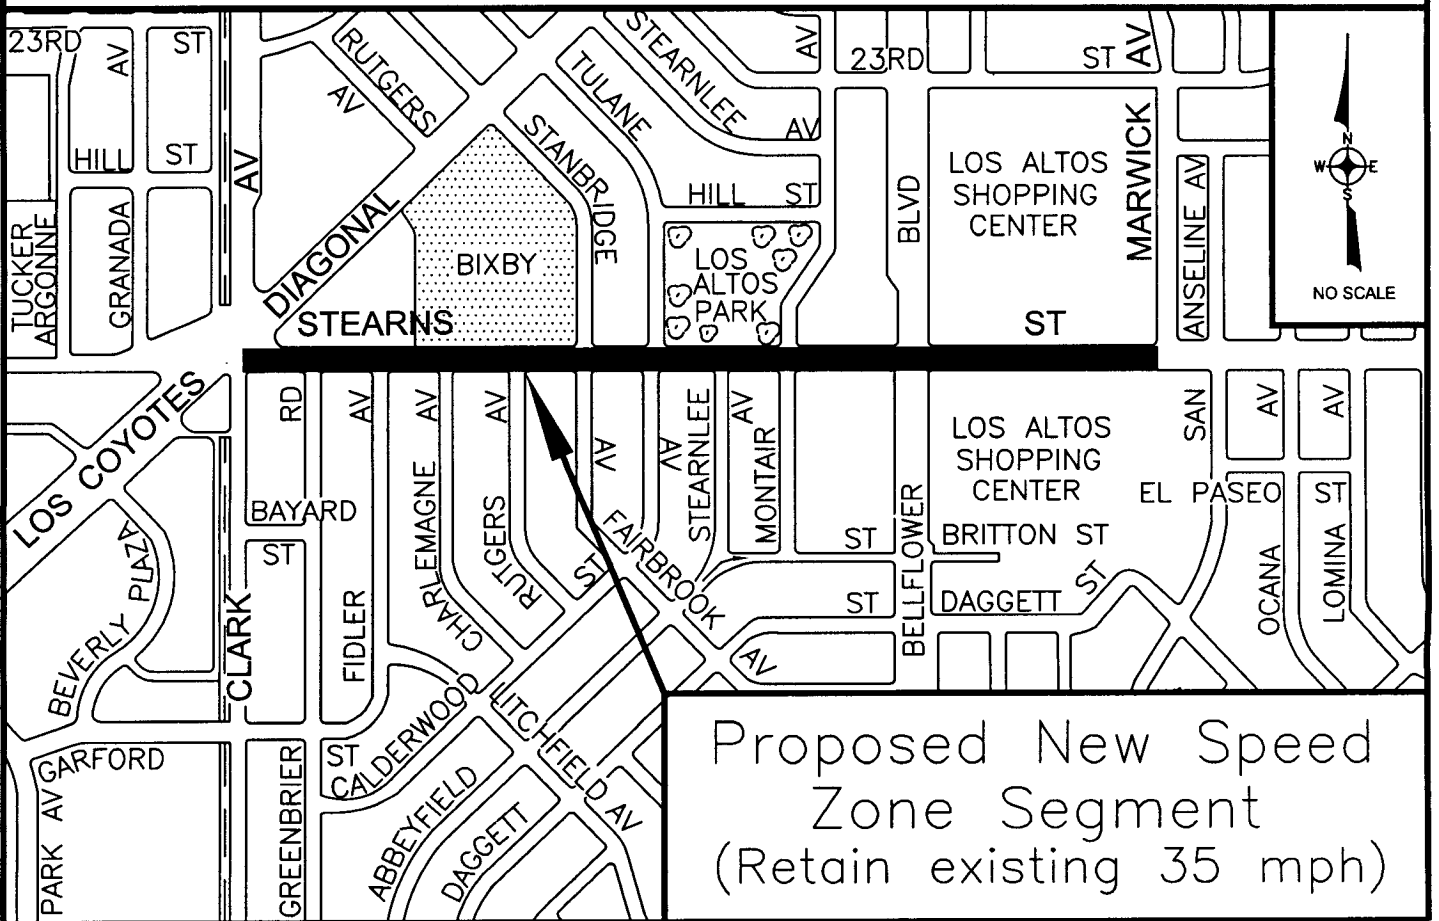 23RD
AV
ST
HILL
ST
AV
RUTGERS
AV
STEARNLEE
AV
TULANE
STANBRIDGE
AV
23RD
ST
AV
HILL
ST
BLVD
LOS ALTOS
SHOPPING
CENTER
MARWICK
ANSELINE AV
N
W
E
S
NO SCALE
TUCKER
ARGONNE
GRANADA
DIAGONAL
BIXBY
LOS
ALTOS
PARK
STEARNS
ST
LOS COYOTES
RD
AV
AV
AV
AV
AV
STEARNLEE
AV
MONTAIR
LOS ALTOS
SHOPPING
CENTER
SAN
AV
AV
BAYARD
ST
CHARLEMAGNE
RUTGERS
ST
FAIRBROOK
AV
ST
BRITTON ST
EL PASEO
ST
BEVERLY
PLAZA
CLARK
FIDLER
ST
BELLFLOWER
DAGGETT
ST
OCANA
LOMINA
CALDERWOOD
ST
LITCHFIELD AV
GARFORD
PARK AV
GREENBRIER
ABBEYFIELD
DAGGETT
Proposed New Speed
Zone Segment
(Retain existing 35 mph)